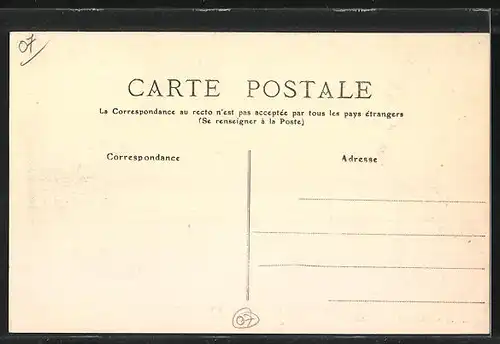 07
CARTE POSTALE
La Correspondance au recto n'est pas acceptée par tous les pays étrangers
(Se renseigner à la Poste)
Correspondance
Adresse
07